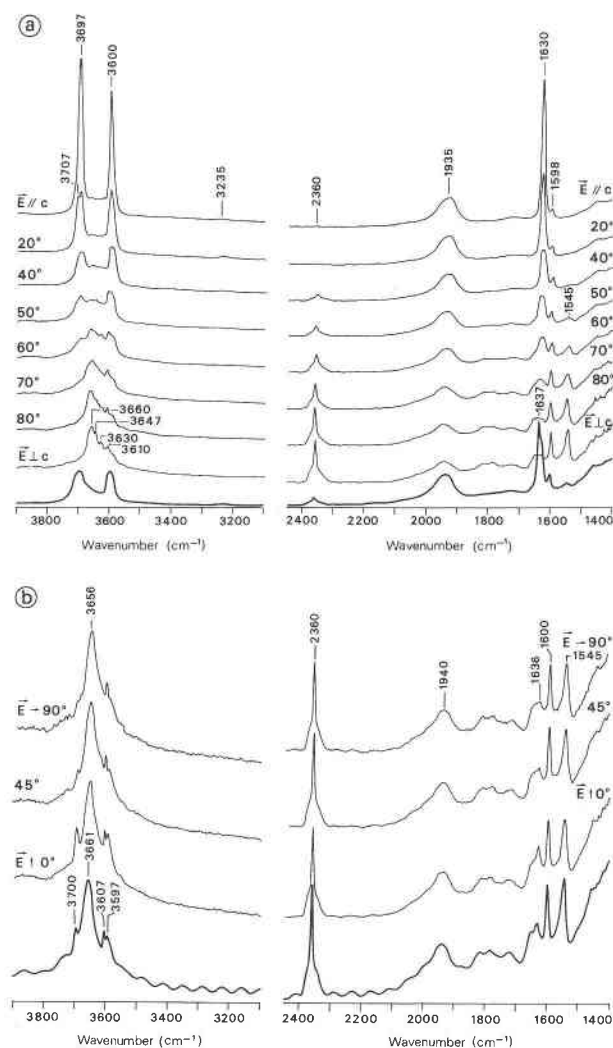 a
3697
3600
3707
3235
2360
1935
1630
1598
E⃗ // c
m⃗ // c
20°
20°
40°
40°
50°
50°
1545
60°
60°
70°
70°
80°
80°
1637
3660
3647
3630
3610
E⃗⊥c
E⃗⊥c
3800 3600 3400 3200
2400 2200 2000 1800 1600 1400
Wavenumber (cm⁻¹)
Wavenumber (cm⁻¹)
b
3656
2360
1940
1636
1600
E⃗→90°
1545
E⃗→90°
45°
45°
E⃗↑0°
E⃗↑0°
3700
3661
3607
3597
3800 3600 3400 3200
2400 2200 2000 1800 1600 1400
Wavenumber (cm⁻¹)
Wavenumber (cm⁻¹)